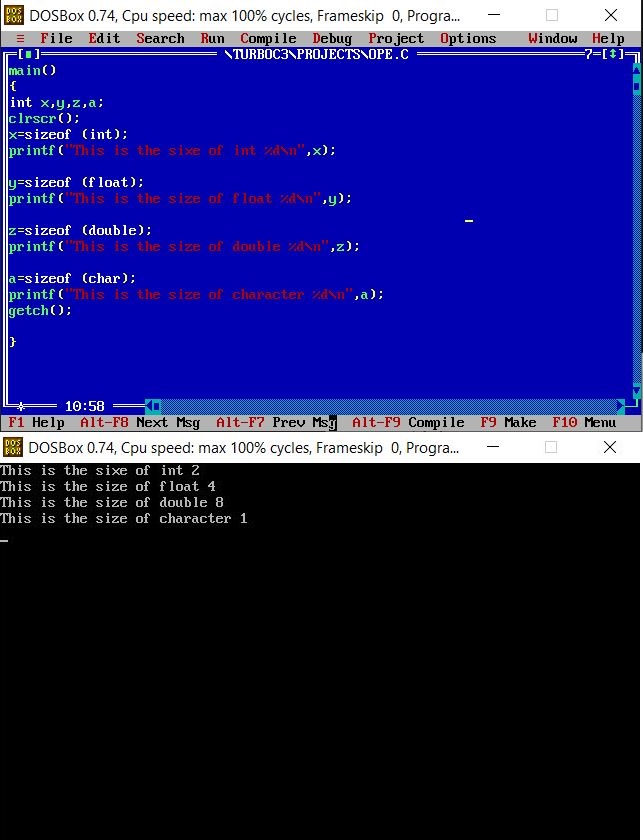 DOS BOX DOSBox 0.74, Cpu speed: max 100% cycles, Frameskip 0, Progra...
≡ File Edit Search Run Compile Debug Project Options Window Help
[■] \TURBOC3\PROJECTS\OPE.C 7=[↕]
main()
{
int x,y,z,a;
clrscr();
x=sizeof (int);
printf("This is the sixe of int %d\n",x);
y=sizeof (float);
printf("This is the size of float %d\n",y);
z=sizeof (double);
printf("This is the size of double %d\n",z);
a=sizeof (char);
printf("This is the size of character %d\n",a);
getch();
}
10:58
F1 Help Alt-F8 Next Msg Alt-F7 Prev Msg Alt-F9 Compile F9 Make F10 Menu
DOS BOX DOSBox 0.74, Cpu speed: max 100% cycles, Frameskip 0, Progra...
This is the sixe of int 2
This is the size of float 4
This is the size of double 8
This is the size of character 1